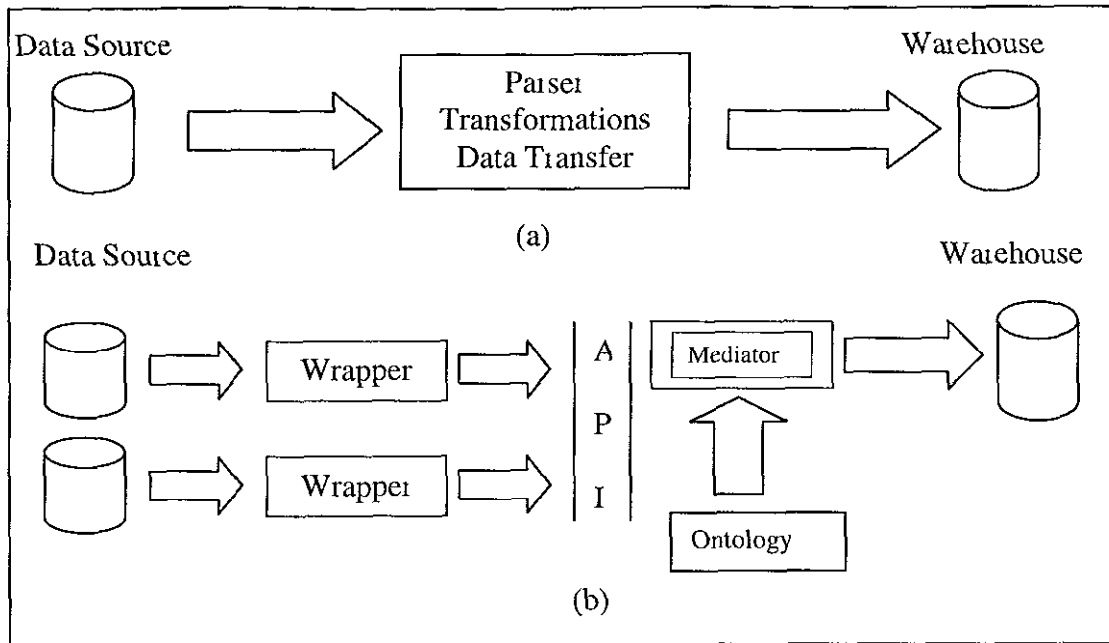 Data Source
Warehouse
Parser
Transformations
Data Transfer
(a)
Data Source
Warehouse
Wrapper
A
P
I
Mediator
Wrapper
Ontology
(b)